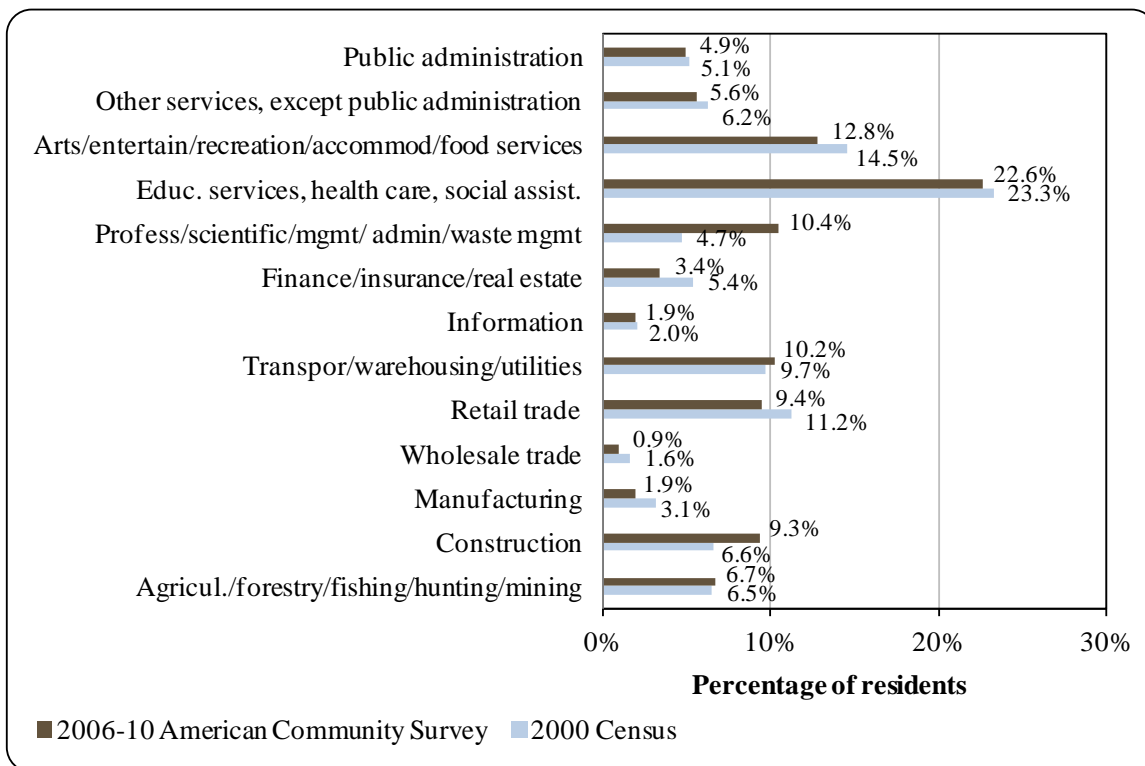 Public administration
4.9%
5.1%
Other services, except public administration
5.6%
6.2%
Arts/entertain/recreation/accommod/food services
12.8%
14.5%
Educ. services, health care, social assist.
22.6%
23.3%
Profess/scientific/mgmt/ admin/waste mgmt
10.4%
4.7%
Finance/insurance/real estate
3.4%
5.4%
Information
1.9%
2.0%
Transpor/warehousing/utilities
10.2%
9.7%
Retail trade
9.4%
11.2%
Wholesale trade
0.9%
1.6%
Manufacturing
1.9%
3.1%
Construction
9.3%
6.6%
Agricul./forestry/fishing/hunting/mining
6.7%
6.5%
0% 10% 20% 30%
Percentage of residents
2006-10 American Community Survey 2000 Census